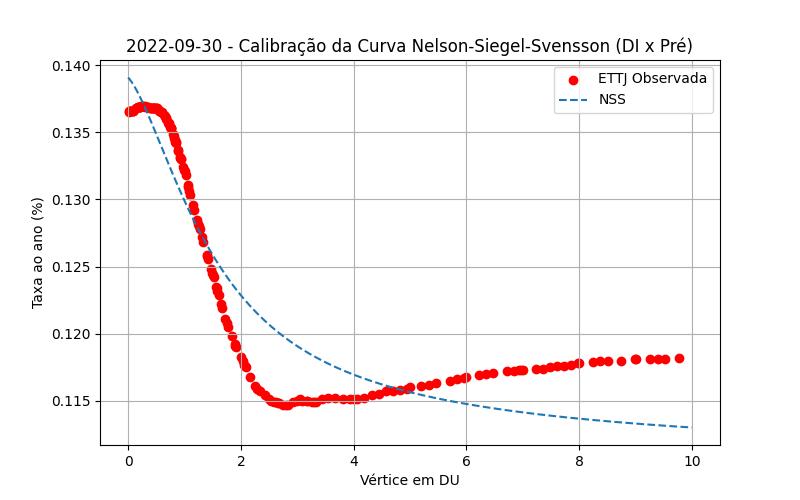 2022-09-30 - Calibração da Curva Nelson-Siegel-Svensson (DI x Pré)
ETTJ Observada
NSS
Taxa ao ano (%)
0.140
0.135
0.130
0.125
0.120
0.115
0 2 4 6 8 10
Vértice em DU